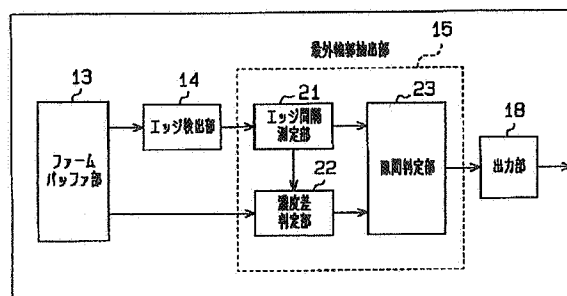 最外輪郭抽出部
15
13
14
21
23
18
エッジ検出部
エッジ間隔
測定部
ファーム
バッファ部
22
濃度差
判定部
隙間判定部
出力部